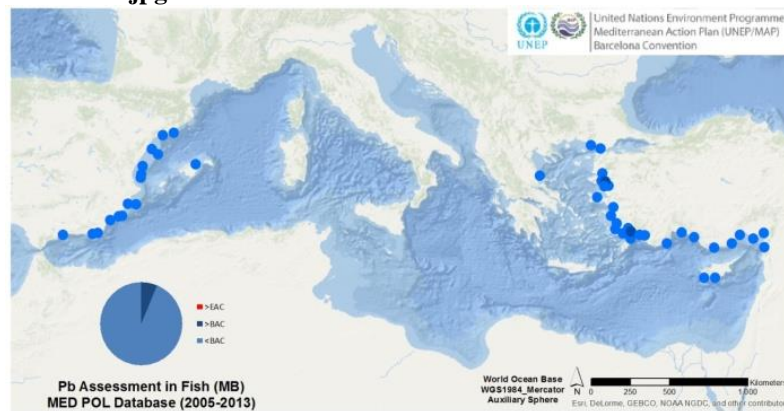 jpg
United Nations Environment Programme
Mediterranean Action Plan (UNEP/MAP)
Barcelona Convention
UNEP
>EAC
>BAC
<BAC
Pb Assessment in Fish (MB)
MED POL Database (2005-2013)
World Ocean Base
WGS1984_Mercator
Auxiliary Sphere
N
Kilometers
0 250 500 1.000
Esri, DeLorme, GEBCO, NOAA NGDC, and other contributors